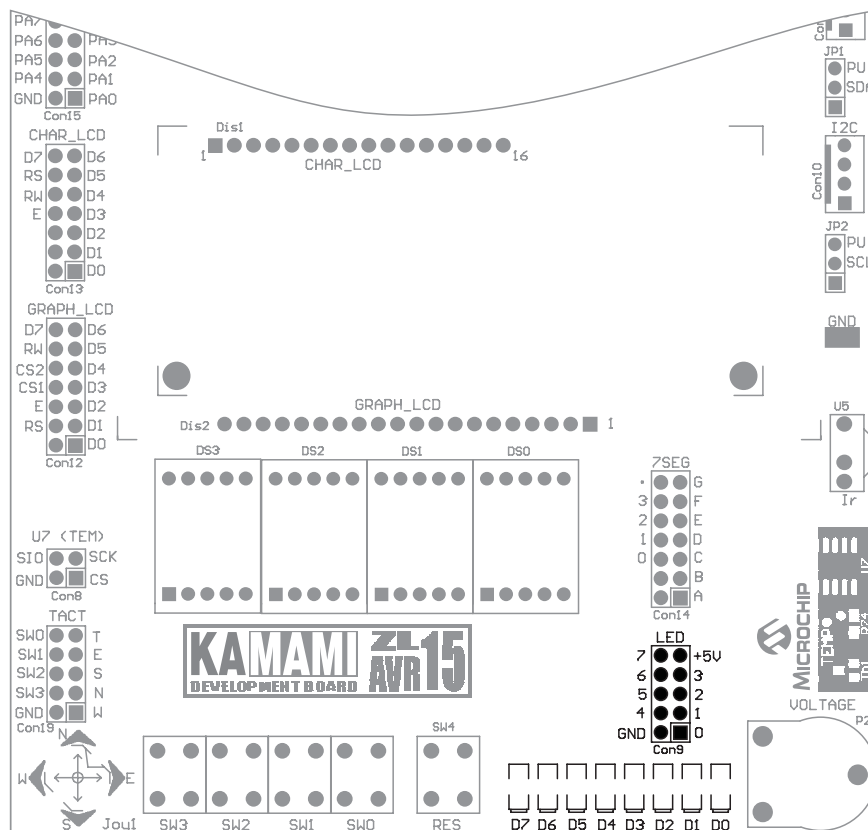 PA7
PA6 PA3
PA5 PA2
PA4 PA1
GND PA0
Con15
CHAR_LCD
D7 D6
RS D5
RW D4
E D3
D2
D1
D0
Con13
GRAPH_LCD
D7 D6
RW D5
CS2 D4
CS1 D3
E D2
RS D1
D0
Con12
U7 (TEM)
SIO SCK
GND CS
Con8
TACT
SW0 T
SW1 E
SW2 S
SW3 N
GND W
Con19
N
W E
S Joy1
Dis1
1 16
CHAR_LCD
GRAPH_LCD
Dis2 1
DS3 DS2 DS1 DS0
KAMAMI ZL
DEVELOPMENT BOARD AVR 15
SW4
SW3 SW2 SW1 SW0 RES
7SEG
. G
3 F
2 E
1 D
0 C
B
A
Con14
LED
7 +5V
6 3
5 2
4 1
GND 0
Con9
D7 D6 D5 D4 D3 D2 D1 D0
JP1
PU
SDA
I2C
Con10
JP2
PU
SCL
GND
U5
Ir
MICROCHIP
TEMP
U7
R24
VOLTAGE